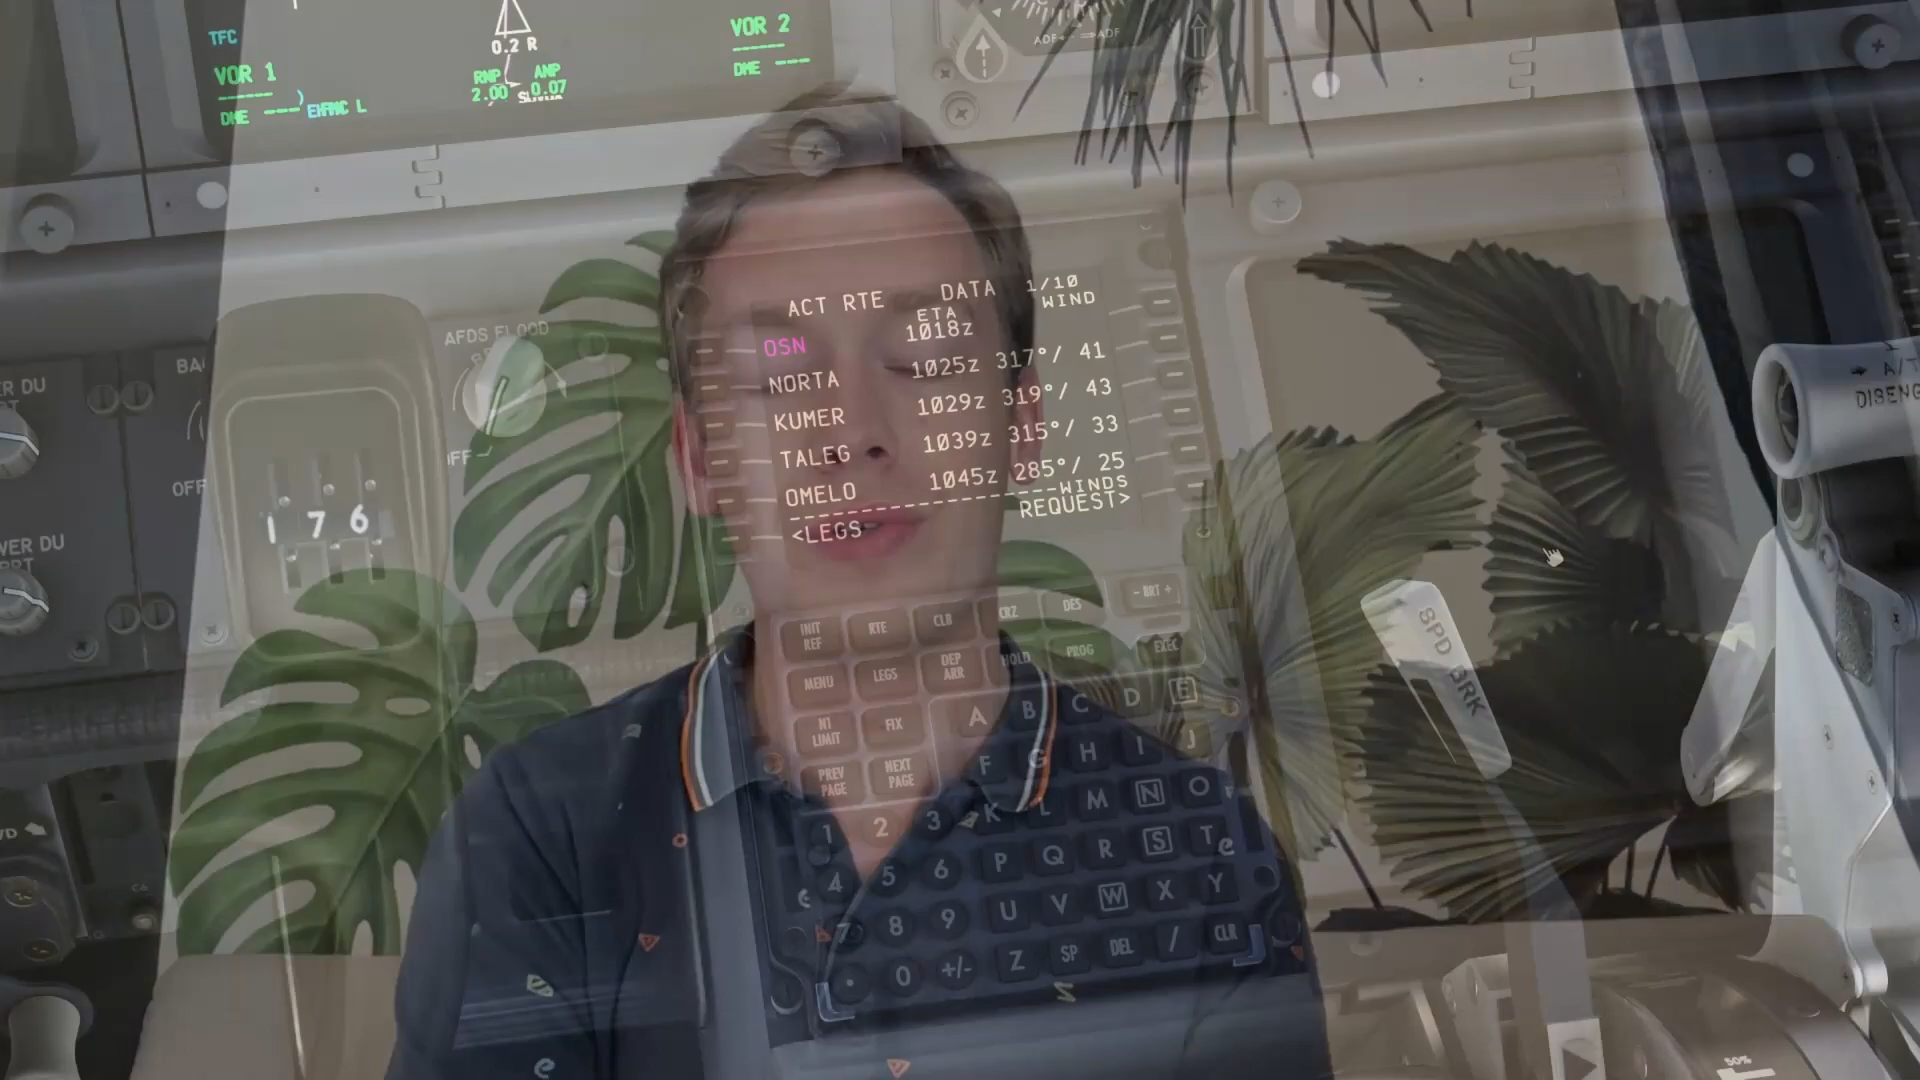 TFC
VOR 1
DME ---
0.2 R
RNP ANP
2.00 0.07
VOR 2
DME ---
ADF ADF
AFDS FLOOD
OFF
OFF
1 7 6
ACT RTE DATA 1/10
ETA WIND
OSN 1018z
NORTA 1025z 317°/ 41
KUMER 1029z 319°/ 43
TALEG 1039z 315°/ 33
OMELO 1045z 285°/ 25
WINDS
<LEGS REQUEST>
A/T
DISENG
SPD BRK
- BRT +
INIT REF RTE CLB CRZ DES
MENU LEGS DEP ARR HOLD PROG EXEC
N1 LIMIT FIX
PREV PAGE NEXT PAGE
A B C D E
F G H I J
K L M N O
P Q R S T
U V W X Y
Z SP DEL / CLR
1 2 3
4 5 6
7 8 9
. 0 +/-
50%